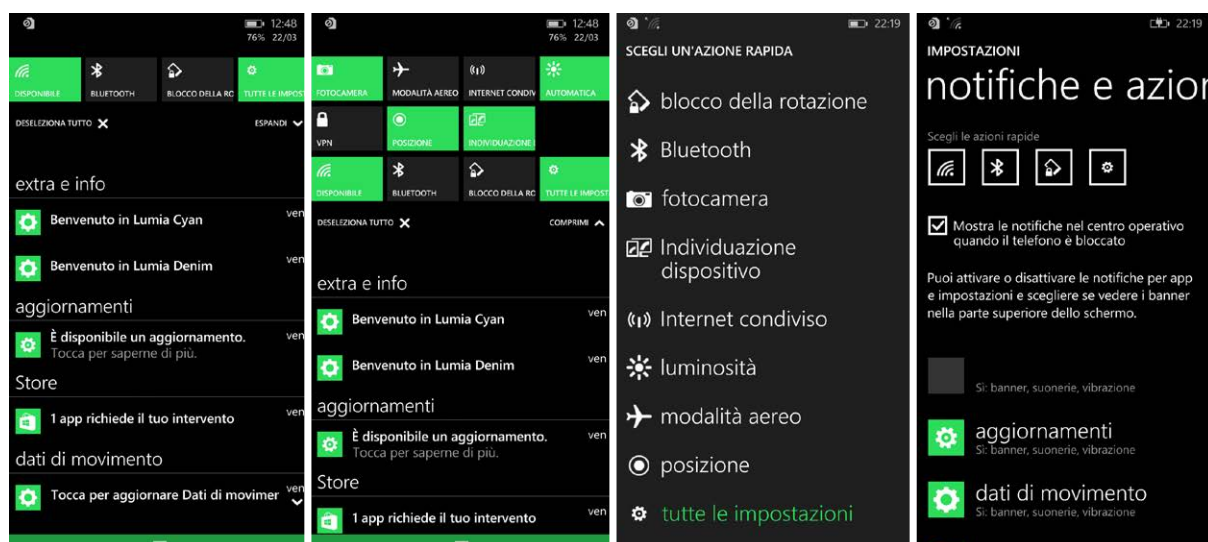 12:48
76% 22/03
DISPONIBILE
BLUETOOTH
BLOCCO DELLA RO
TUTTE LE IMPOS
DESELEZIONA TUTTO
ESPANDI
extra e info
Benvenuto in Lumia Cyan
ven
Benvenuto in Lumia Denim
ven
aggiornamenti
È disponibile un aggiornamento.
ven
Tocca per saperne di più.
Store
1 app richiede il tuo intervento
ven
dati di movimento
Tocca per aggiornare Dati di movimer
ven
12:48
76% 22/03
FOTOCAMERA
MODALITÀ AEREO
INTERNET CONDIV
AUTOMATICA
VPN
POSIZIONE
INDIVIDUAZIONE
DISPONIBILE
BLUETOOTH
BLOCCO DELLA RO
TUTTE LE IMPOST
DESELEZIONA TUTTO
COMPRIMI
extra e info
Benvenuto in Lumia Cyan
ven
Benvenuto in Lumia Denim
ven
aggiornamenti
È disponibile un aggiornamento.
ven
Tocca per saperne di più.
Store
1 app richiede il tuo intervento
ven
22:19
SCEGLI UN'AZIONE RAPIDA
blocco della rotazione
Bluetooth
fotocamera
Individuazione
dispositivo
Internet condiviso
luminosità
modalità aereo
posizione
tutte le impostazioni
22:19
IMPOSTAZIONI
notifiche e azior
Scegli le azioni rapide
Mostra le notifiche nel centro operativo
quando il telefono è bloccato
Puoi attivare o disattivare le notifiche per app
e impostazioni e scegliere se vedere i banner
nella parte superiore dello schermo.
Sì: banner, suonerie, vibrazione
aggiornamenti
Sì: banner, suonerie, vibrazione
dati di movimento
Sì: banner, suonerie, vibrazione